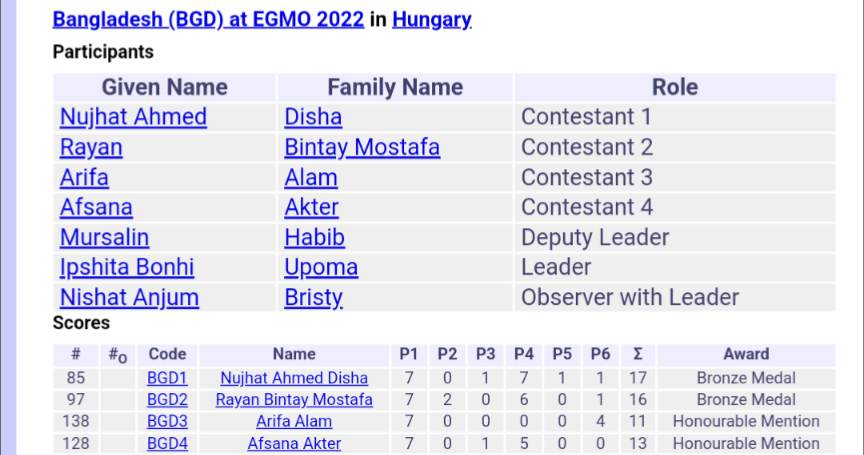 Bangladesh (BGD) at EGMO 2022 in Hungary
Participants
Given Name Family Name Role
Nujhat Ahmed Disha Contestant 1
Rayan Bintay Mostafa Contestant 2
Arifa Alam Contestant 3
Afsana Akter Contestant 4
Mursalin Habib Deputy Leader
Ipshita Bonhi Upoma Leader
Nishat Anjum Bristy Observer with Leader
Scores
# #O Code Name P1 P2 P3 P4 P5 P6 Σ Award
85 BGD1 Nujhat Ahmed Disha 7 0 1 7 1 1 17 Bronze Medal
97 BGD2 Rayan Bintay Mostafa 7 2 0 6 0 1 16 Bronze Medal
138 BGD3 Arifa Alam 7 0 0 0 0 4 11 Honourable Mention
128 BGD4 Afsana Akter 7 0 1 5 0 0 13 Honourable Mention